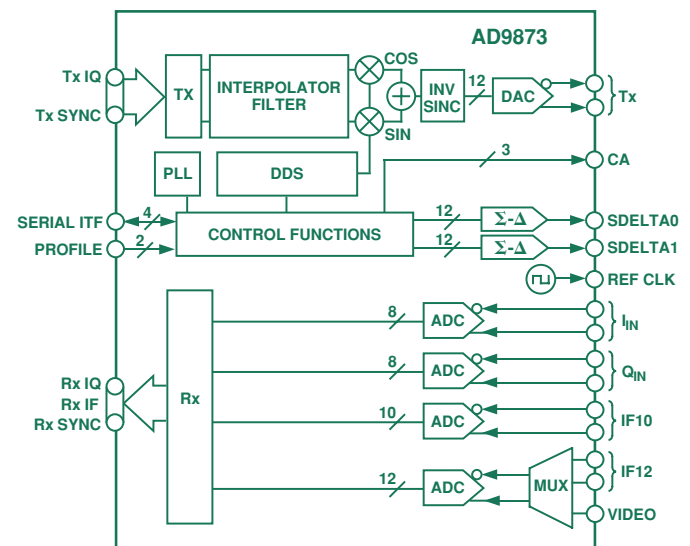 AD9873
Tx IQ
Tx SYNC
TX
INTERPOLATOR
FILTER
COS
SIN
+
INV
SINC
12
DAC
Tx
3
CA
PLL
DDS
SERIAL ITF
4
PROFILE
2
CONTROL FUNCTIONS
12
Σ-Δ
SDELTA0
12
Σ-Δ
SDELTA1
REF CLK
Rx
8
ADC
IIN
8
ADC
QIN
Rx IQ
Rx IF
Rx SYNC
10
ADC
IF10
12
ADC
MUX
IF12
VIDEO